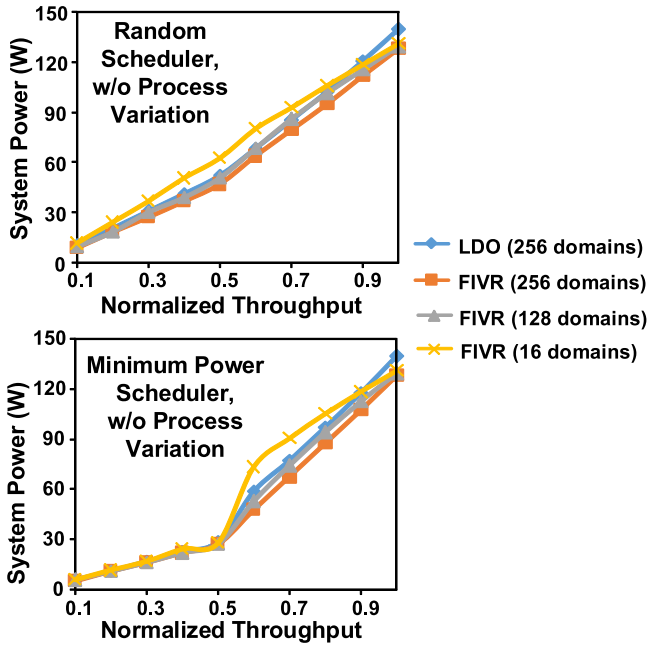 150
120
90
60
30
0
System Power (W)
Random
Scheduler,
w/o Process
Variation
0.1 0.3 0.5 0.7 0.9
Normalized Throughput
LDO (256 domains)
FIVR (256 domains)
FIVR (128 domains)
FIVR (16 domains)
150
120
90
60
30
0
System Power (W)
Minimum Power
Scheduler,
w/o Process
Variation
0.1 0.3 0.5 0.7 0.9
Normalized Throughput